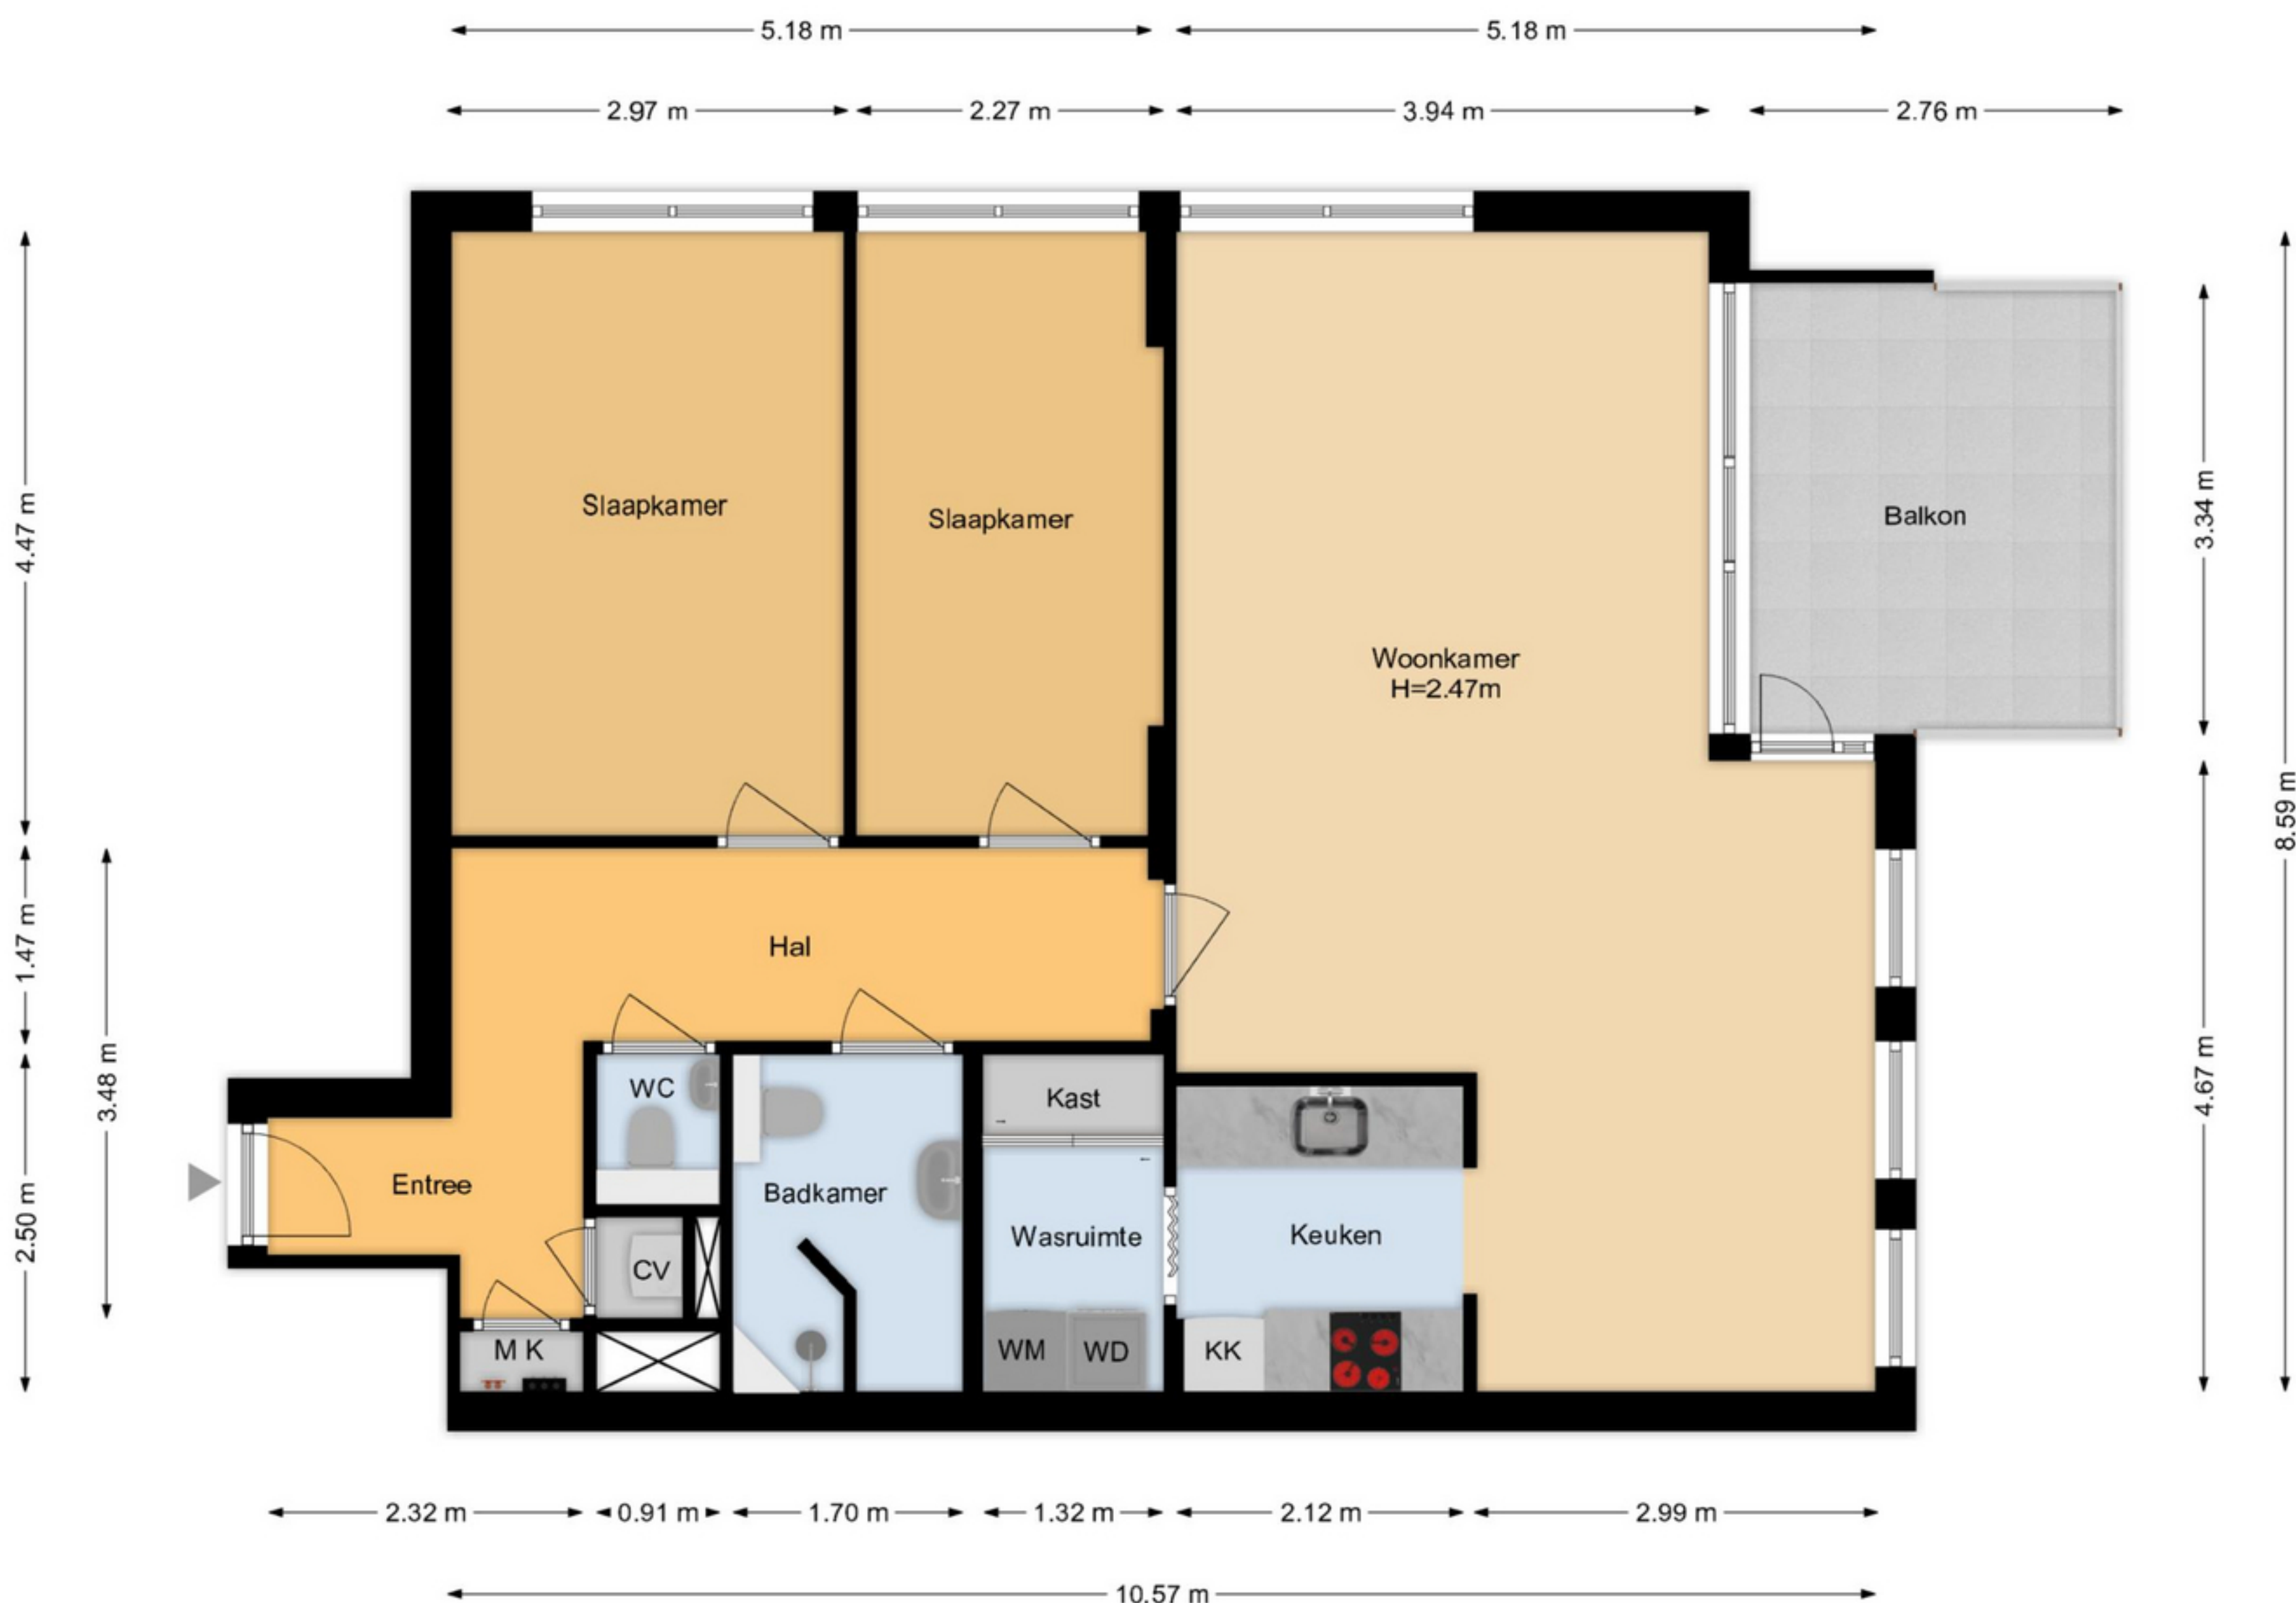 5.18 m
5.18 m
2.97 m
2.27 m
3.94 m
2.76 m
4.47 m
Slaapkamer
Slaapkamer
Balkon
3.34 m
Woonkamer
H=2.47m
8.59 m
1.47 m
Hal
3.48 m
WC
Kast
4.67 m
Entree
Badkamer
2.50 m
Wasruimte
Keuken
CV
M K
WM
WD
KK
2.32 m
0.91 m
1.70 m
1.32 m
2.12 m
2.99 m
10.57 m